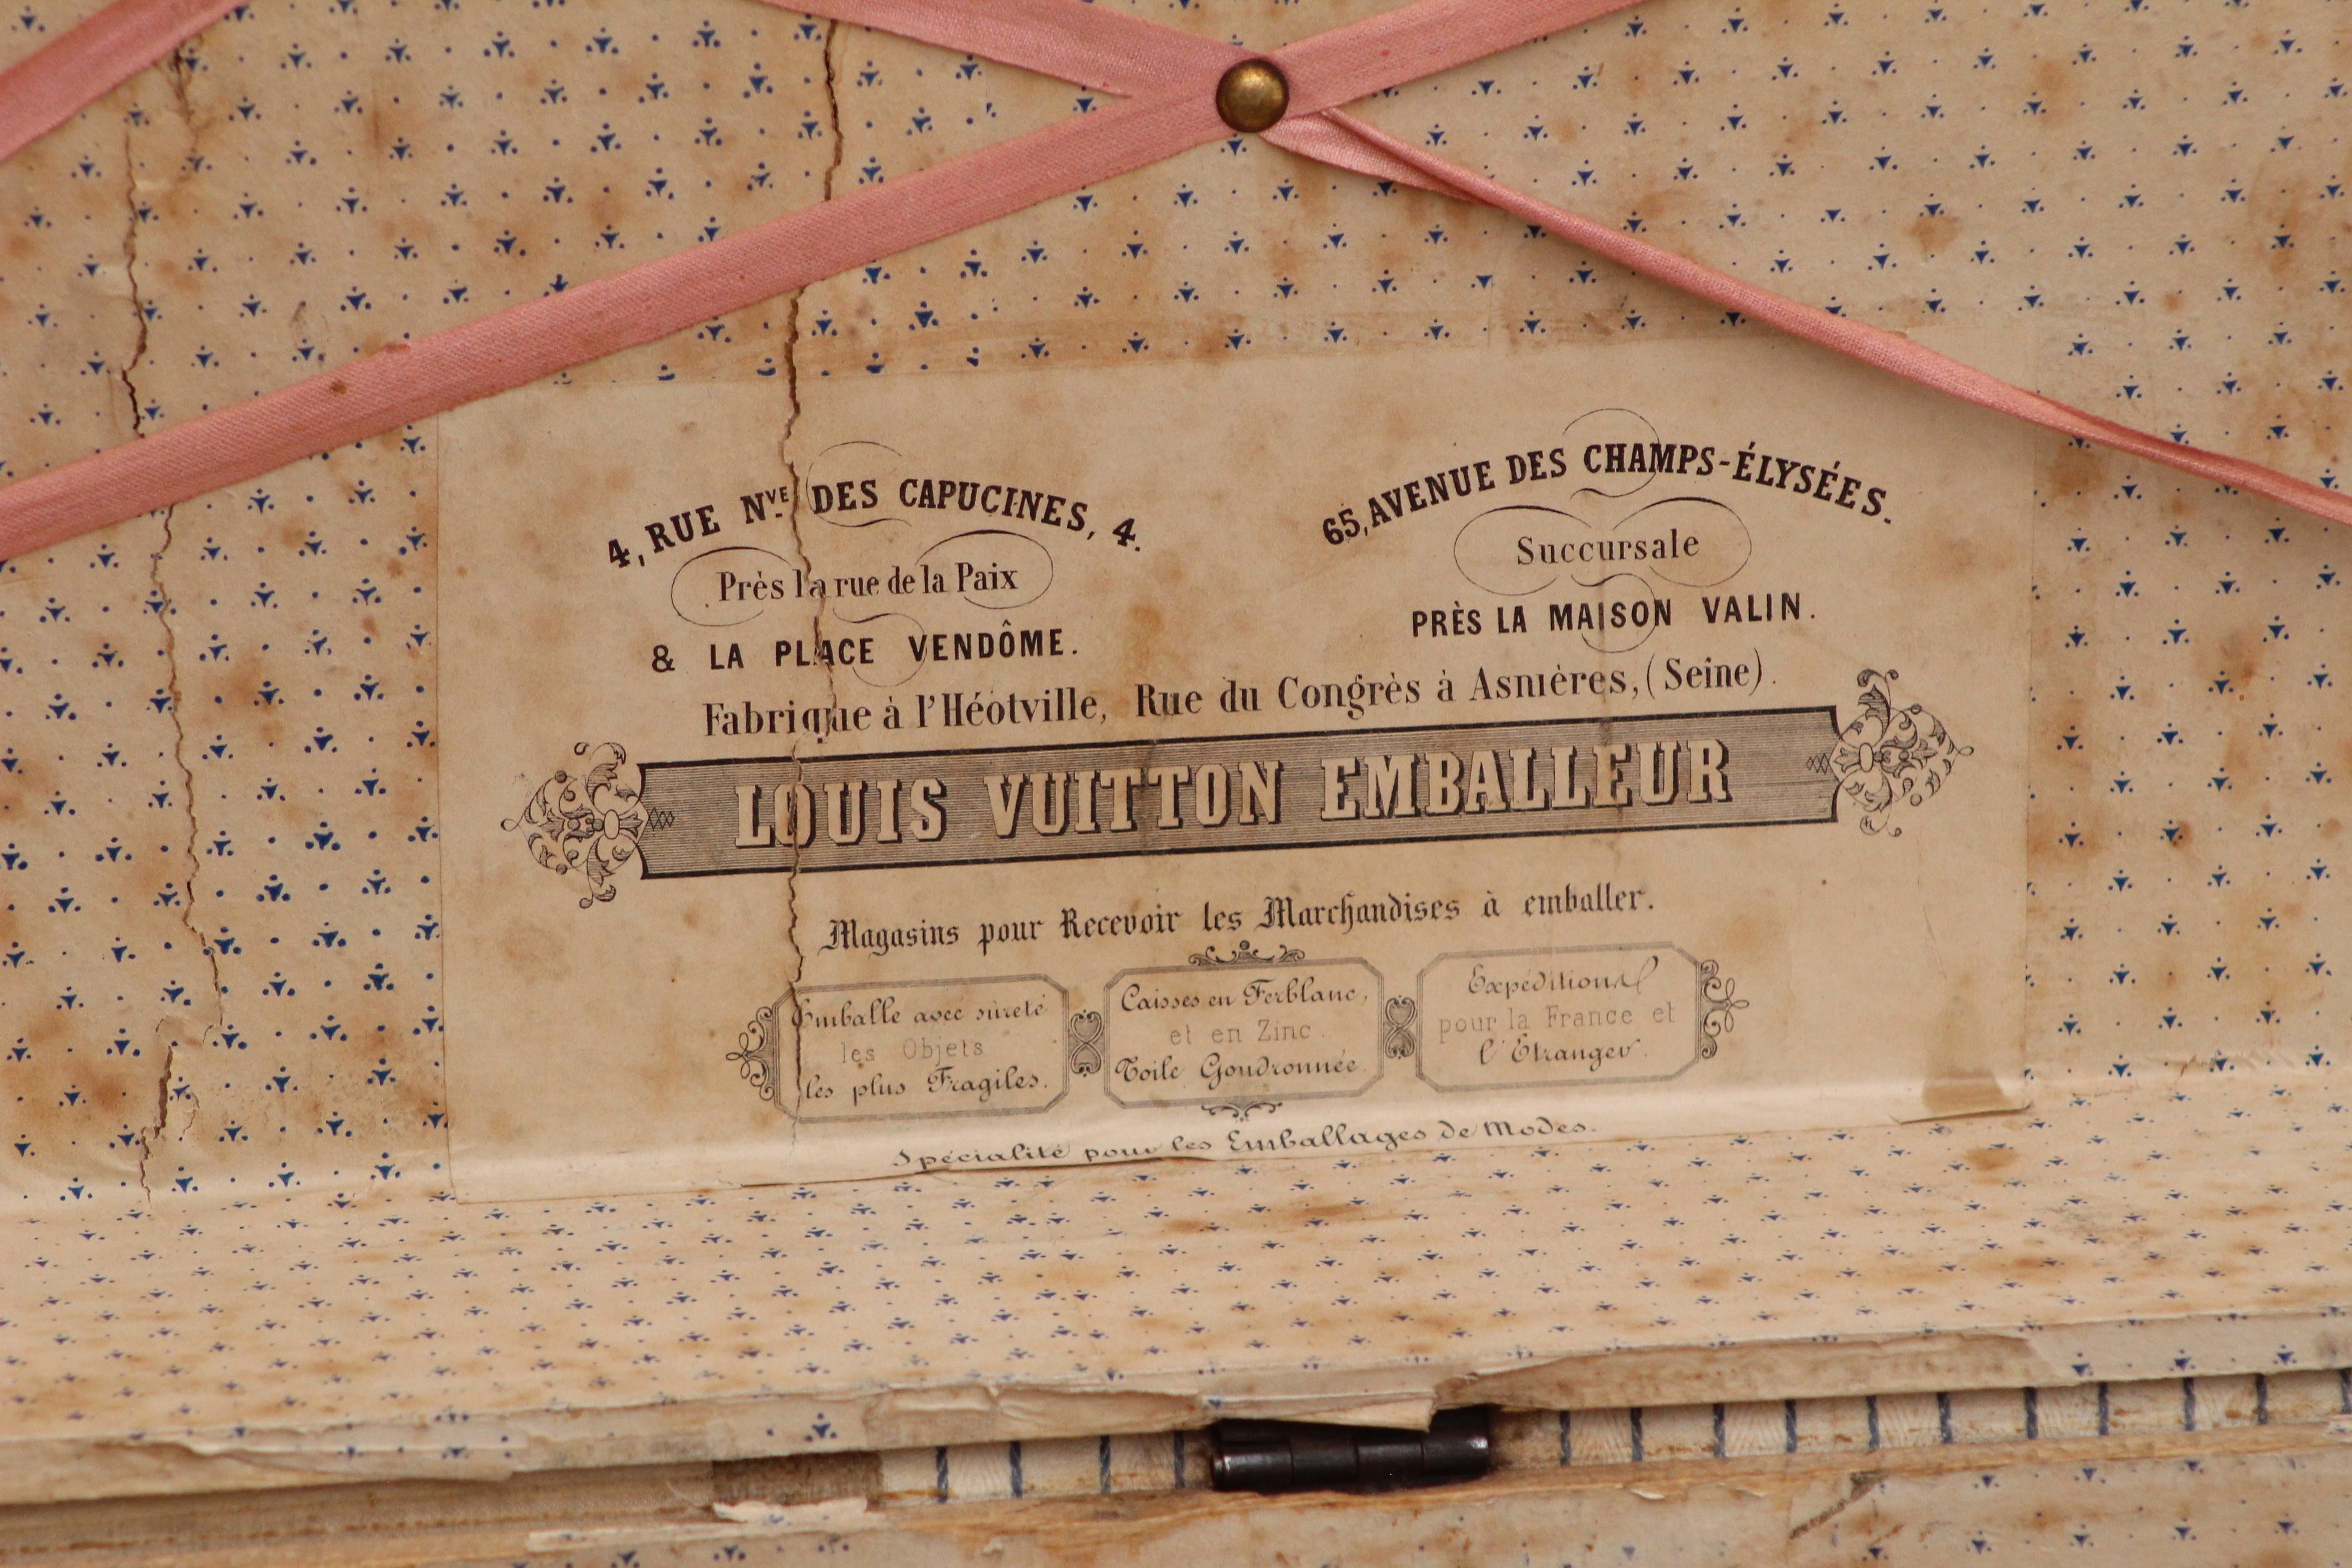 4, RUE NVE DES CAPUCINES, 4.
Près la rue de la Paix
& LA PLACE VENDÔME.
65, AVENUE DES CHAMPS-ÉLYSÉES.
Succursale
PRÈS LA MAISON VALIN.
Fabrique à l'Héotville, Rue du Congrès à Asnières, (Seine).
LOUIS VUITTON EMBALLEUR
Magasins pour Recevoir les Marchandises à emballer.
Emballe avec sûreté
les Objets
les plus Fragiles.
Caisses en Ferblanc,
et en Zinc.
Toile Goudronnée
Expéditions
pour la France et
l'Étranger.
Spécialité pour les Emballages de Modes.